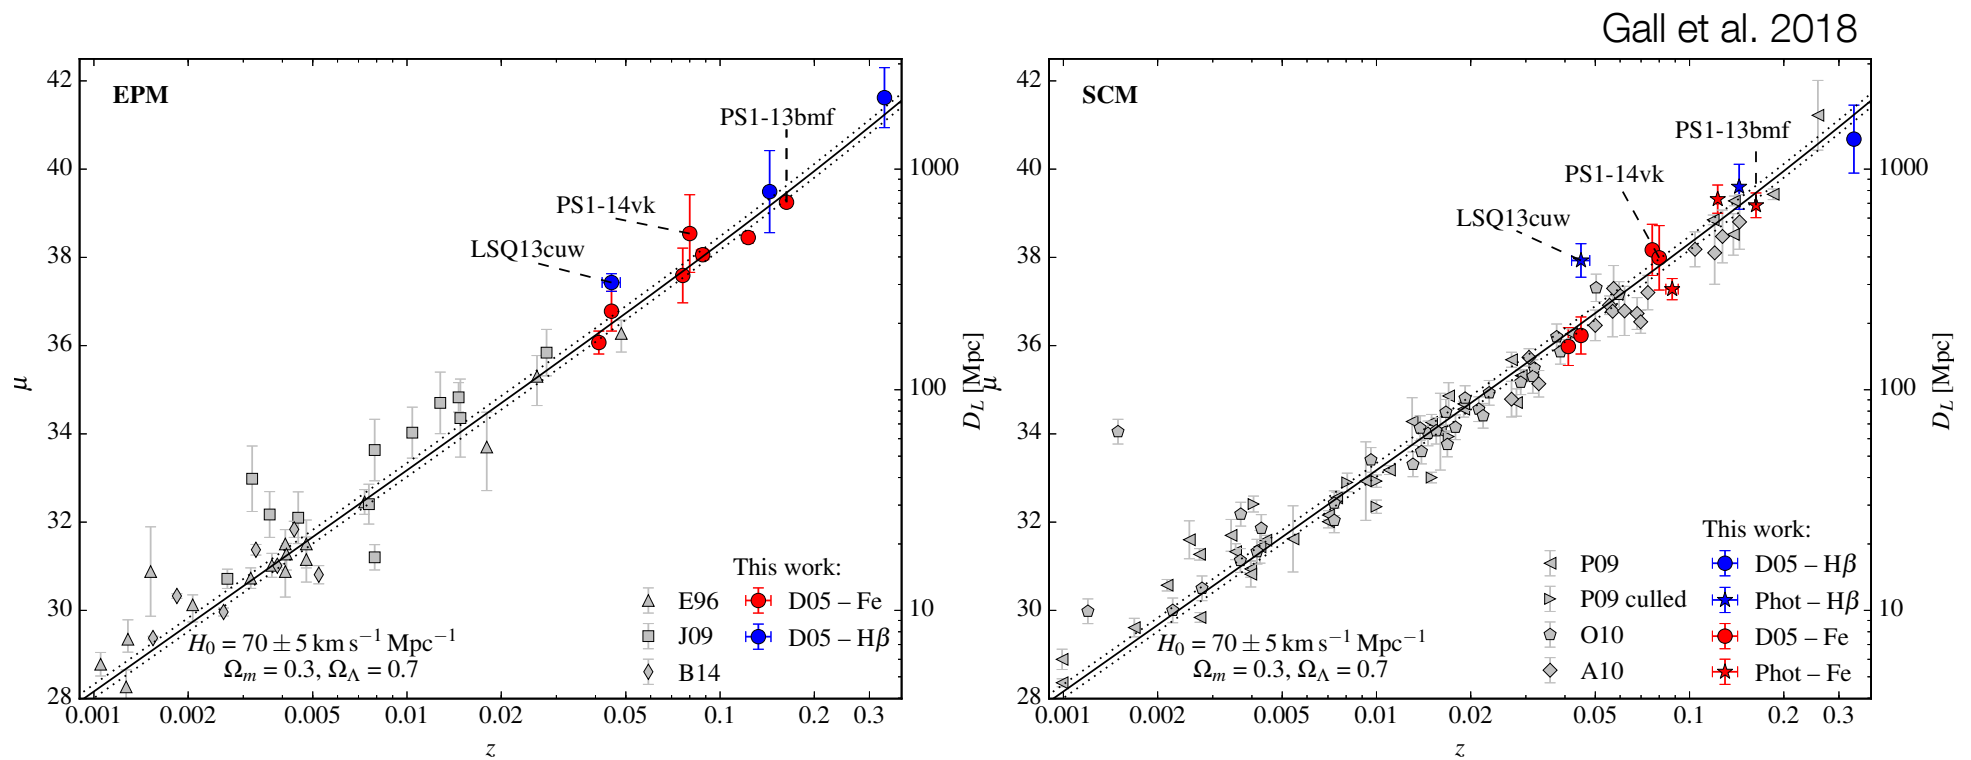 Gall et al. 2018
EPM
PS1-13bmf
PS1-14vk
LSQ13cuw
42
40
38
36
34
32
30
28
μ
1000
100
10
D_L [Mpc]
This work:
E96
J09
B14
D05 – Fe
D05 – Hβ
H₀ = 70 ± 5 km s⁻¹ Mpc⁻¹
Ωₘ = 0.3, Ω_Λ = 0.7
0.001 0.002 0.005 0.01 0.02 0.05 0.1 0.2 0.3
z
SCM
PS1-13bmf
PS1-14vk
LSQ13cuw
42
40
38
36
34
32
30
28
μ
1000
100
10
D_L [Mpc]
P09
P09 culled
O10
A10
This work:
D05 – Hβ
Phot – Hβ
D05 – Fe
Phot – Fe
H₀ = 70 ± 5 km s⁻¹ Mpc⁻¹
Ωₘ = 0.3, Ω_Λ = 0.7
0.001 0.002 0.005 0.01 0.02 0.05 0.1 0.2 0.3
z